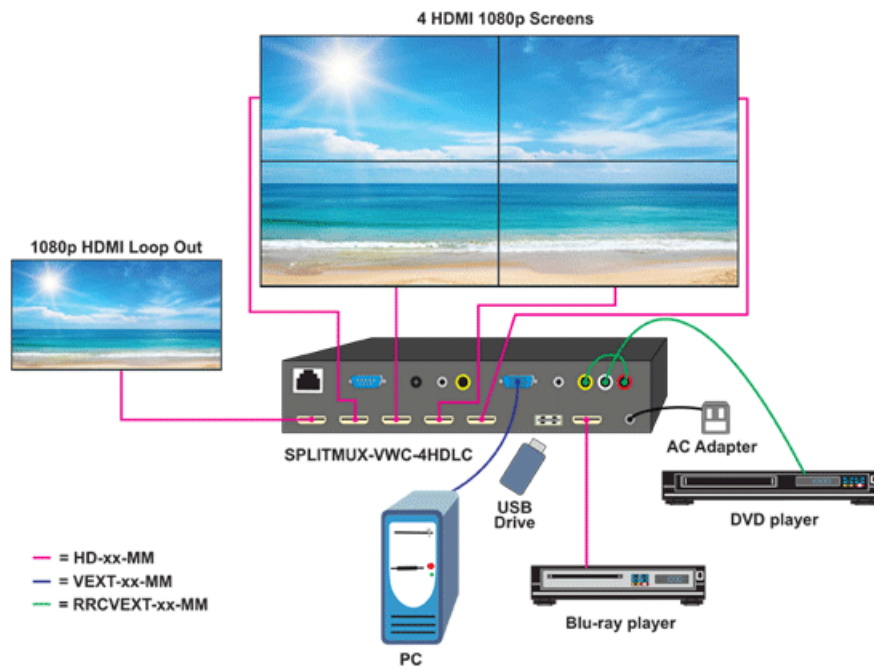 4 HDMI 1080p Screens
1080p HDMI Loop Out
SPLITMUX-VWC-4HDLC
AC Adapter
USB
Drive
DVD player
= HD-xx-MM
= VEXT-xx-MM
= RRCVEXT-xx-MM
Blu-ray player
PC